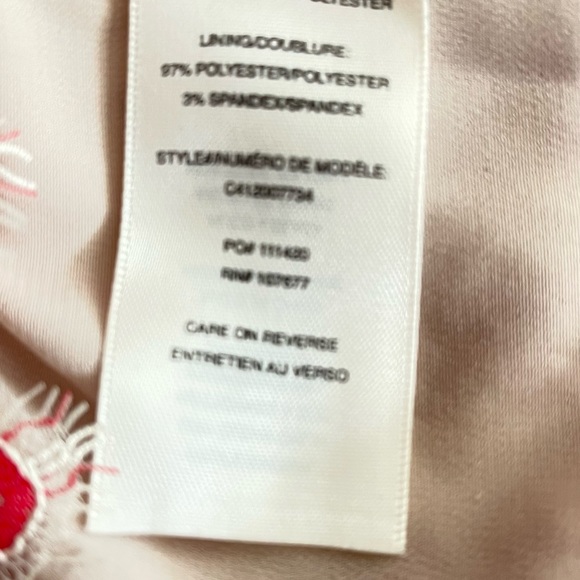 LINING/DOUBLURE:
97% POLYESTER/POLYESTER
3% SPANDEX/SPANDEX
STYLE#/NUMÉRO DE MODÈLE:
C412007734
PO# 111420
RN# 107677
CARE ON REVERSE
ENTRETIEN AU VERSO